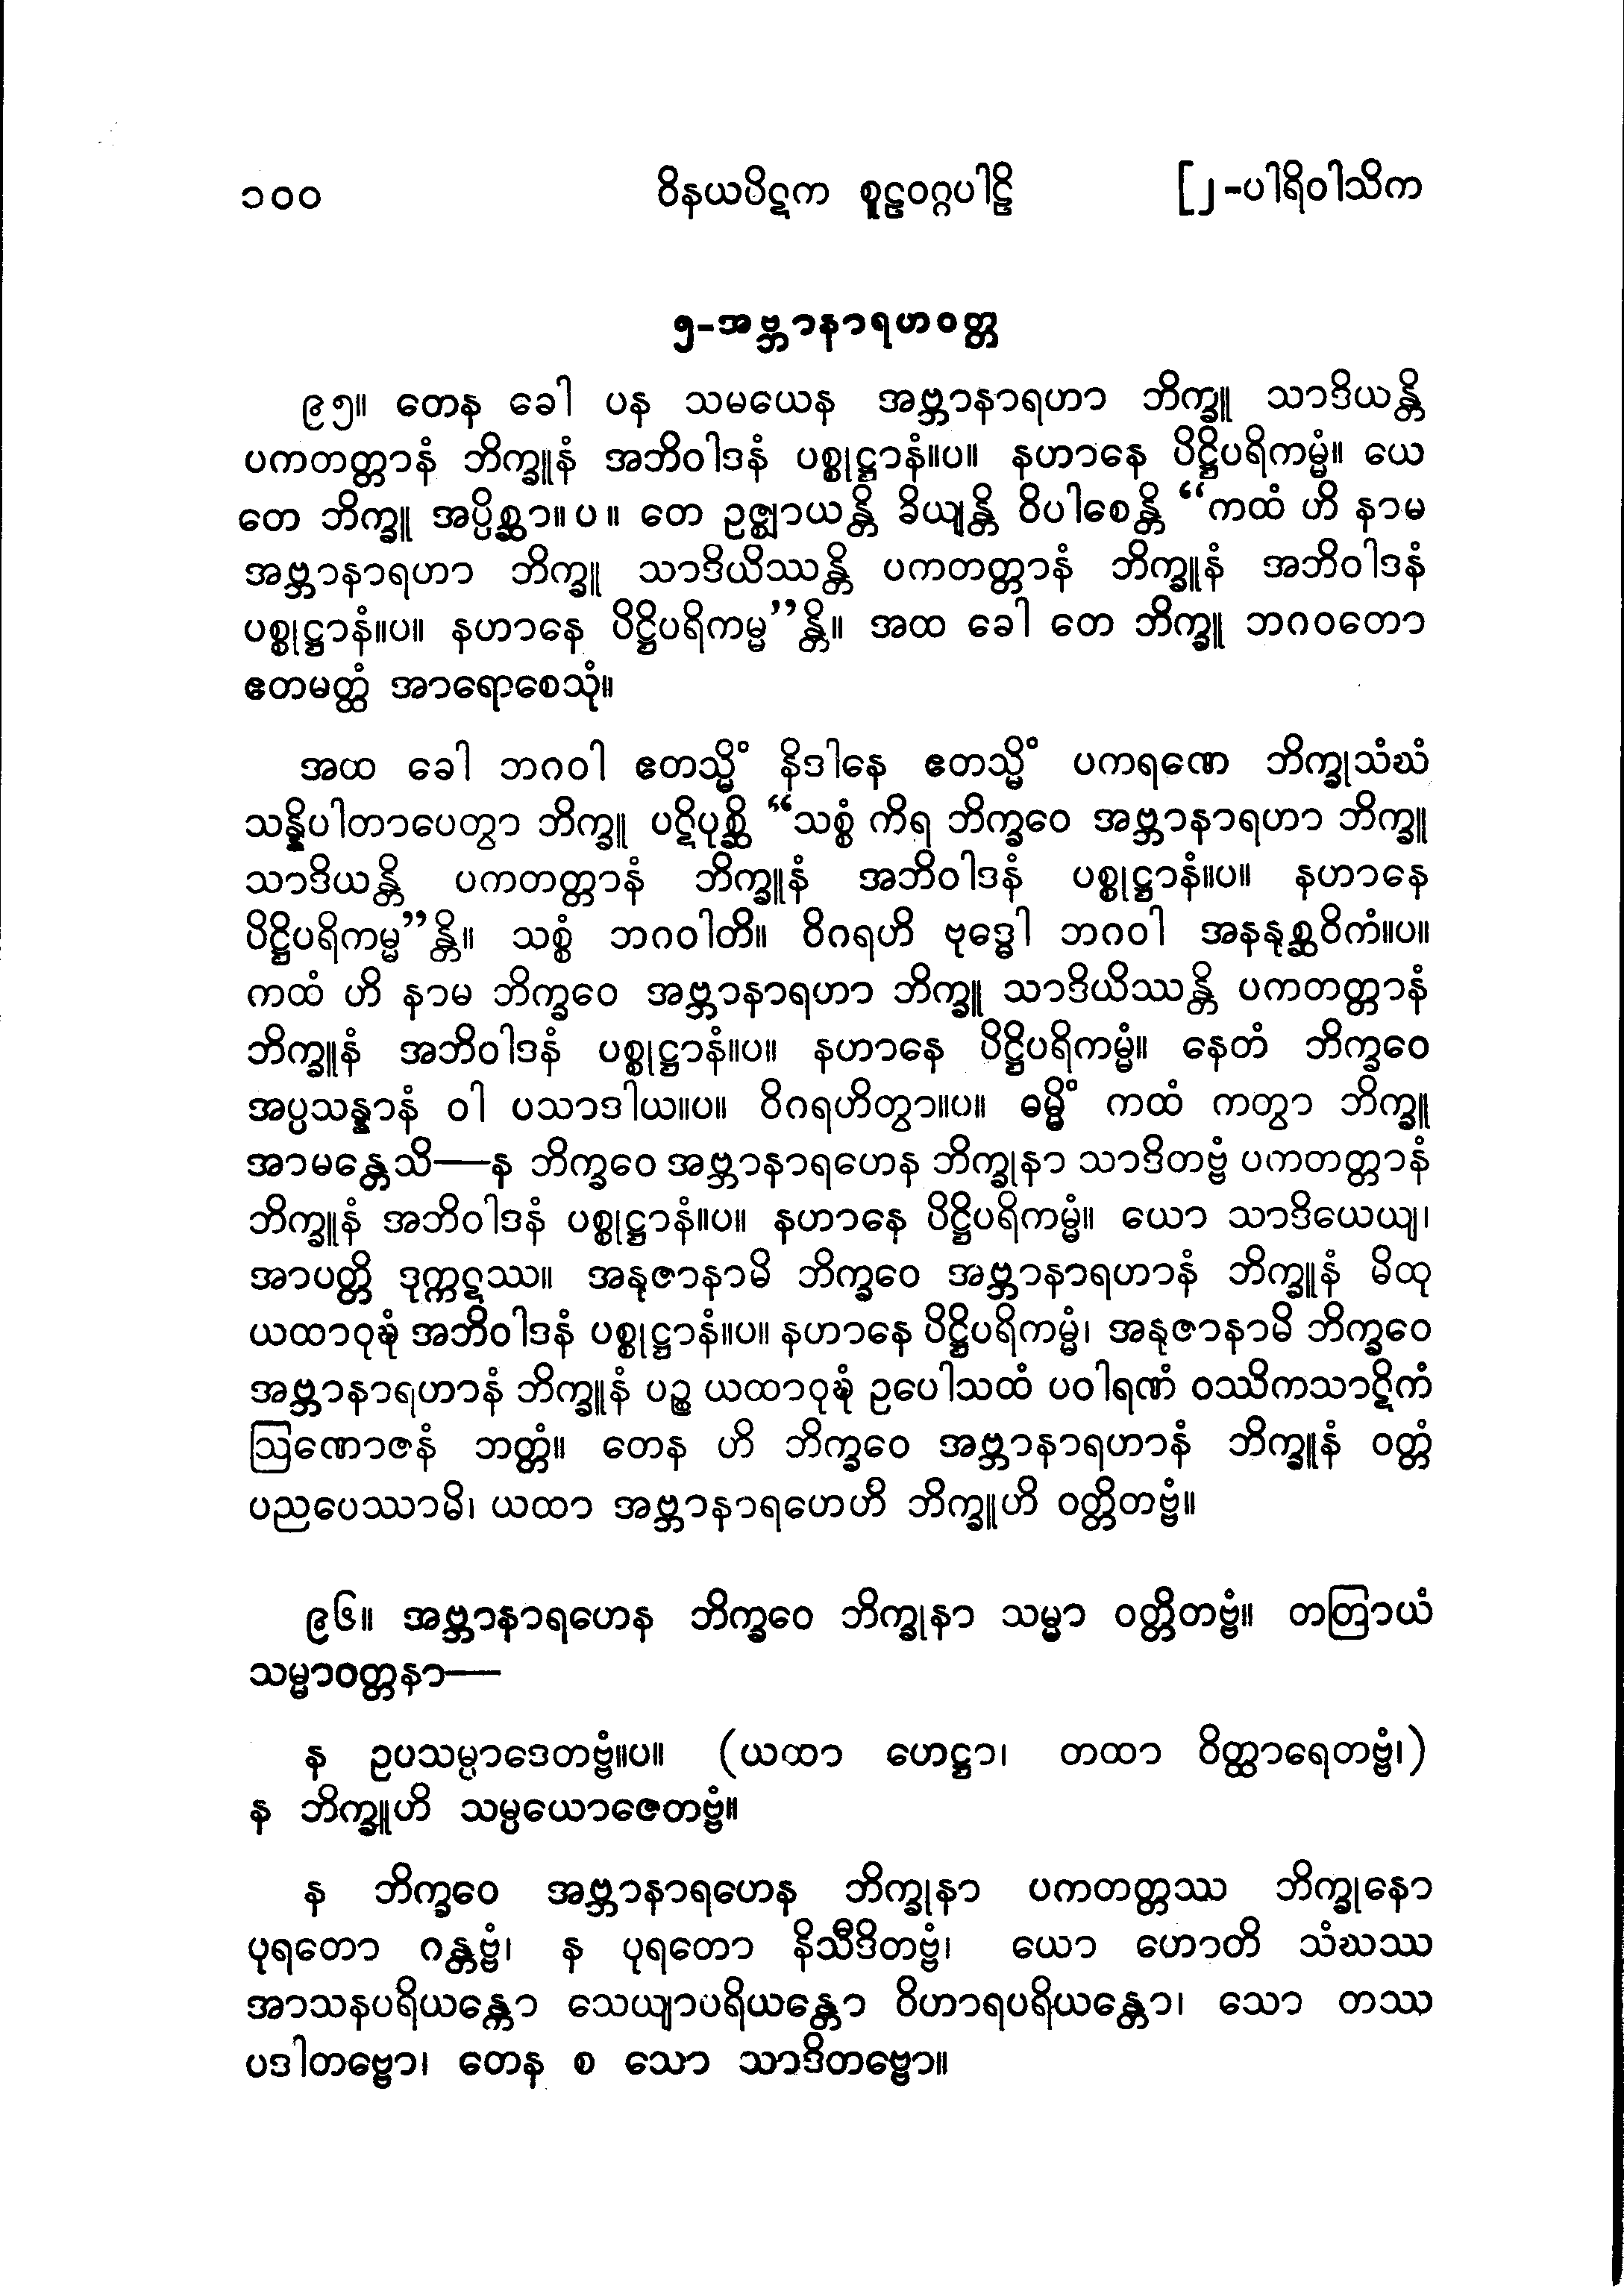 ၁၀၀ ဝိနယပိဋက စူဠဝဂ္ဂပါဠိ [၂-ပါရိဝါသိက
၅-အဗ္ဘာနာရဟဝတ္တ
၉၅။ တေန ခေါ ပန သမယေန အဗ္ဘာနာရဟာ ဘိက္ခူ သာဒိယန္တိ
ပကတတ္တာနံ ဘိက္ခူနံ အဘိဝါဒနံ ပစ္စုဋ္ဌာနံ။ပ။ နဟာနေ ပိဋ္ဌိပရိကမ္မံ။ ယေ
တေ ဘိက္ခူ အပ္ပိစ္ဆာ။ပ။ တေ ဥဇ္ဈာယန္တိ ခိယျန္တိ ဝိပါစေန္တိ “ကထံ ဟိ နာမ
အဗ္ဘာနာရဟာ ဘိက္ခူ သာဒိယိဿန္တိ ပကတတ္တာနံ ဘိက္ခူနံ အဘိဝါဒနံ
ပစ္စုဋ္ဌာနံ။ပ။ နဟာနေ ပိဋ္ဌိပရိကမ္မ”န္တိ။ အထ ခေါ တေ ဘိက္ခူ ဘဂဝတော
ဧတမတ္ထံ အာရောစေသုံ။
အထ ခေါ ဘဂဝါ ဧတသ္မိံ နိဒါနေ ဧတသ္မိံ ပကရဏေ ဘိက္ခုသံဃံ
သန္နိပါတာပေတွာ ဘိက္ခူ ပဋိပုစ္ဆိ “သစ္စံ ကိရ ဘိက္ခဝေ အဗ္ဘာနာရဟာ ဘိက္ခူ
သာဒိယန္တိ ပကတတ္တာနံ ဘိက္ခူနံ အဘိဝါဒနံ ပစ္စုဋ္ဌာနံ။ပ။ နဟာနေ
ပိဋ္ဌိပရိကမ္မ”န္တိ။ သစ္စံ ဘဂဝါတိ။ ဝိဂရဟိ ဗုဒ္ဓေါ ဘဂဝါ အနနုစ္ဆဝိကံ။ပ။
ကထံ ဟိ နာမ ဘိက္ခဝေ အဗ္ဘာနာရဟာ ဘိက္ခူ သာဒိယိဿန္တိ ပကတတ္တာနံ
ဘိက္ခူနံ အဘိဝါဒနံ ပစ္စုဋ္ဌာနံ။ပ။ နဟာနေ ပိဋ္ဌိပရိကမ္မံ။ နေတံ ဘိက္ခဝေ
အပ္ပသန္နာနံ ဝါ ပသာဒါယ။ပ။ ဝိဂရဟိတွာ။ပ။ ဓမ္မိံ ကထံ ကတွာ ဘိက္ခူ
အာမန္တေသိ—န ဘိက္ခဝေ အဗ္ဘာနာရဟေန ဘိက္ခုနာ သာဒိတဗ္ဗံ ပကတတ္တာနံ
ဘိက္ခူနံ အဘိဝါဒနံ ပစ္စုဋ္ဌာနံ။ပ။ နဟာနေ ပိဋ္ဌိပရိကမ္မံ။ ယော သာဒိယေယျ၊
အာပတ္တိ ဒုက္ကဋဿ။ အနုဇာနာမိ ဘိက္ခဝေ အဗ္ဘာနာရဟာနံ ဘိက္ခူနံ မိထု
ယထာဝုဍ္ဎံ အဘိဝါဒနံ ပစ္စုဋ္ဌာနံ။ပ။ နဟာနေ ပိဋ္ဌိပရိကမ္မံ၊ အနုဇာနာမိ ဘိက္ခဝေ
အဗ္ဘာနာရဟာနံ ဘိက္ခူနံ ပဉ္စ ယထာဝုဍ္ဎံ ဥပေါသထံ ပဝါရဏံ ဝဿိကသာဋိကံ
ဩဏောဇနံ ဘတ္တံ။ တေန ဟိ ဘိက္ခဝေ အဗ္ဘာနာရဟာနံ ဘိက္ခူနံ ဝတ္တံ
ပညပေဿာမိ၊ ယထာ အဗ္ဘာနာရဟေဟိ ဘိက္ခူဟိ ဝတ္တိတဗ္ဗံ။
၉၆။ အဗ္ဘာနာရဟေန ဘိက္ခဝေ ဘိက္ခုနာ သမ္မာ ဝတ္တိတဗ္ဗံ။ တတြာယံ
သမ္မာဝတ္တနာ—
န ဥပသမ္ပာဒေတဗ္ဗံ။ပ။ (ယထာ ဟေဋ္ဌာ၊ တထာ ဝိတ္ထာရေတဗ္ဗံ၊)
န ဘိက္ခူဟိ သမ္ပယောဇေတဗ္ဗံ။
န ဘိက္ခဝေ အဗ္ဘာနာရဟေန ဘိက္ခုနာ ပကတတ္တဿ ဘိက္ခုနော
ပုရတော ဂန္တဗ္ဗံ၊ န ပုရတော နိသီဒိတဗ္ဗံ၊ ယော ဟောတိ သံဃဿ
အာသနပရိယန္တော သေယျာပရိယန္တော ဝိဟာရပရိယန္တော၊ သော တဿ
ပဒါတဗ္ဗော၊ တေန စ သော သာဒိတဗ္ဗော။